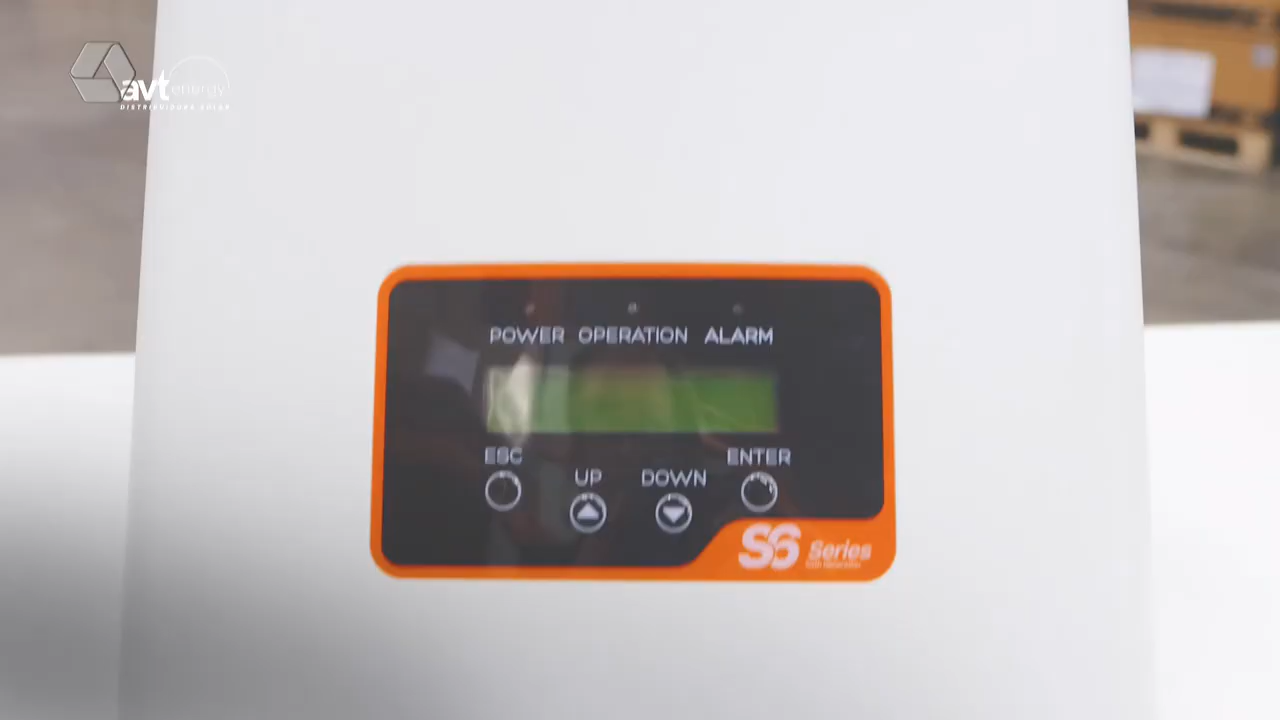 avt energy
DISTRIBUIDORA SOLAR
POWER OPERATION ALARM
ESC
UP
DOWN
ENTER
S6 Series